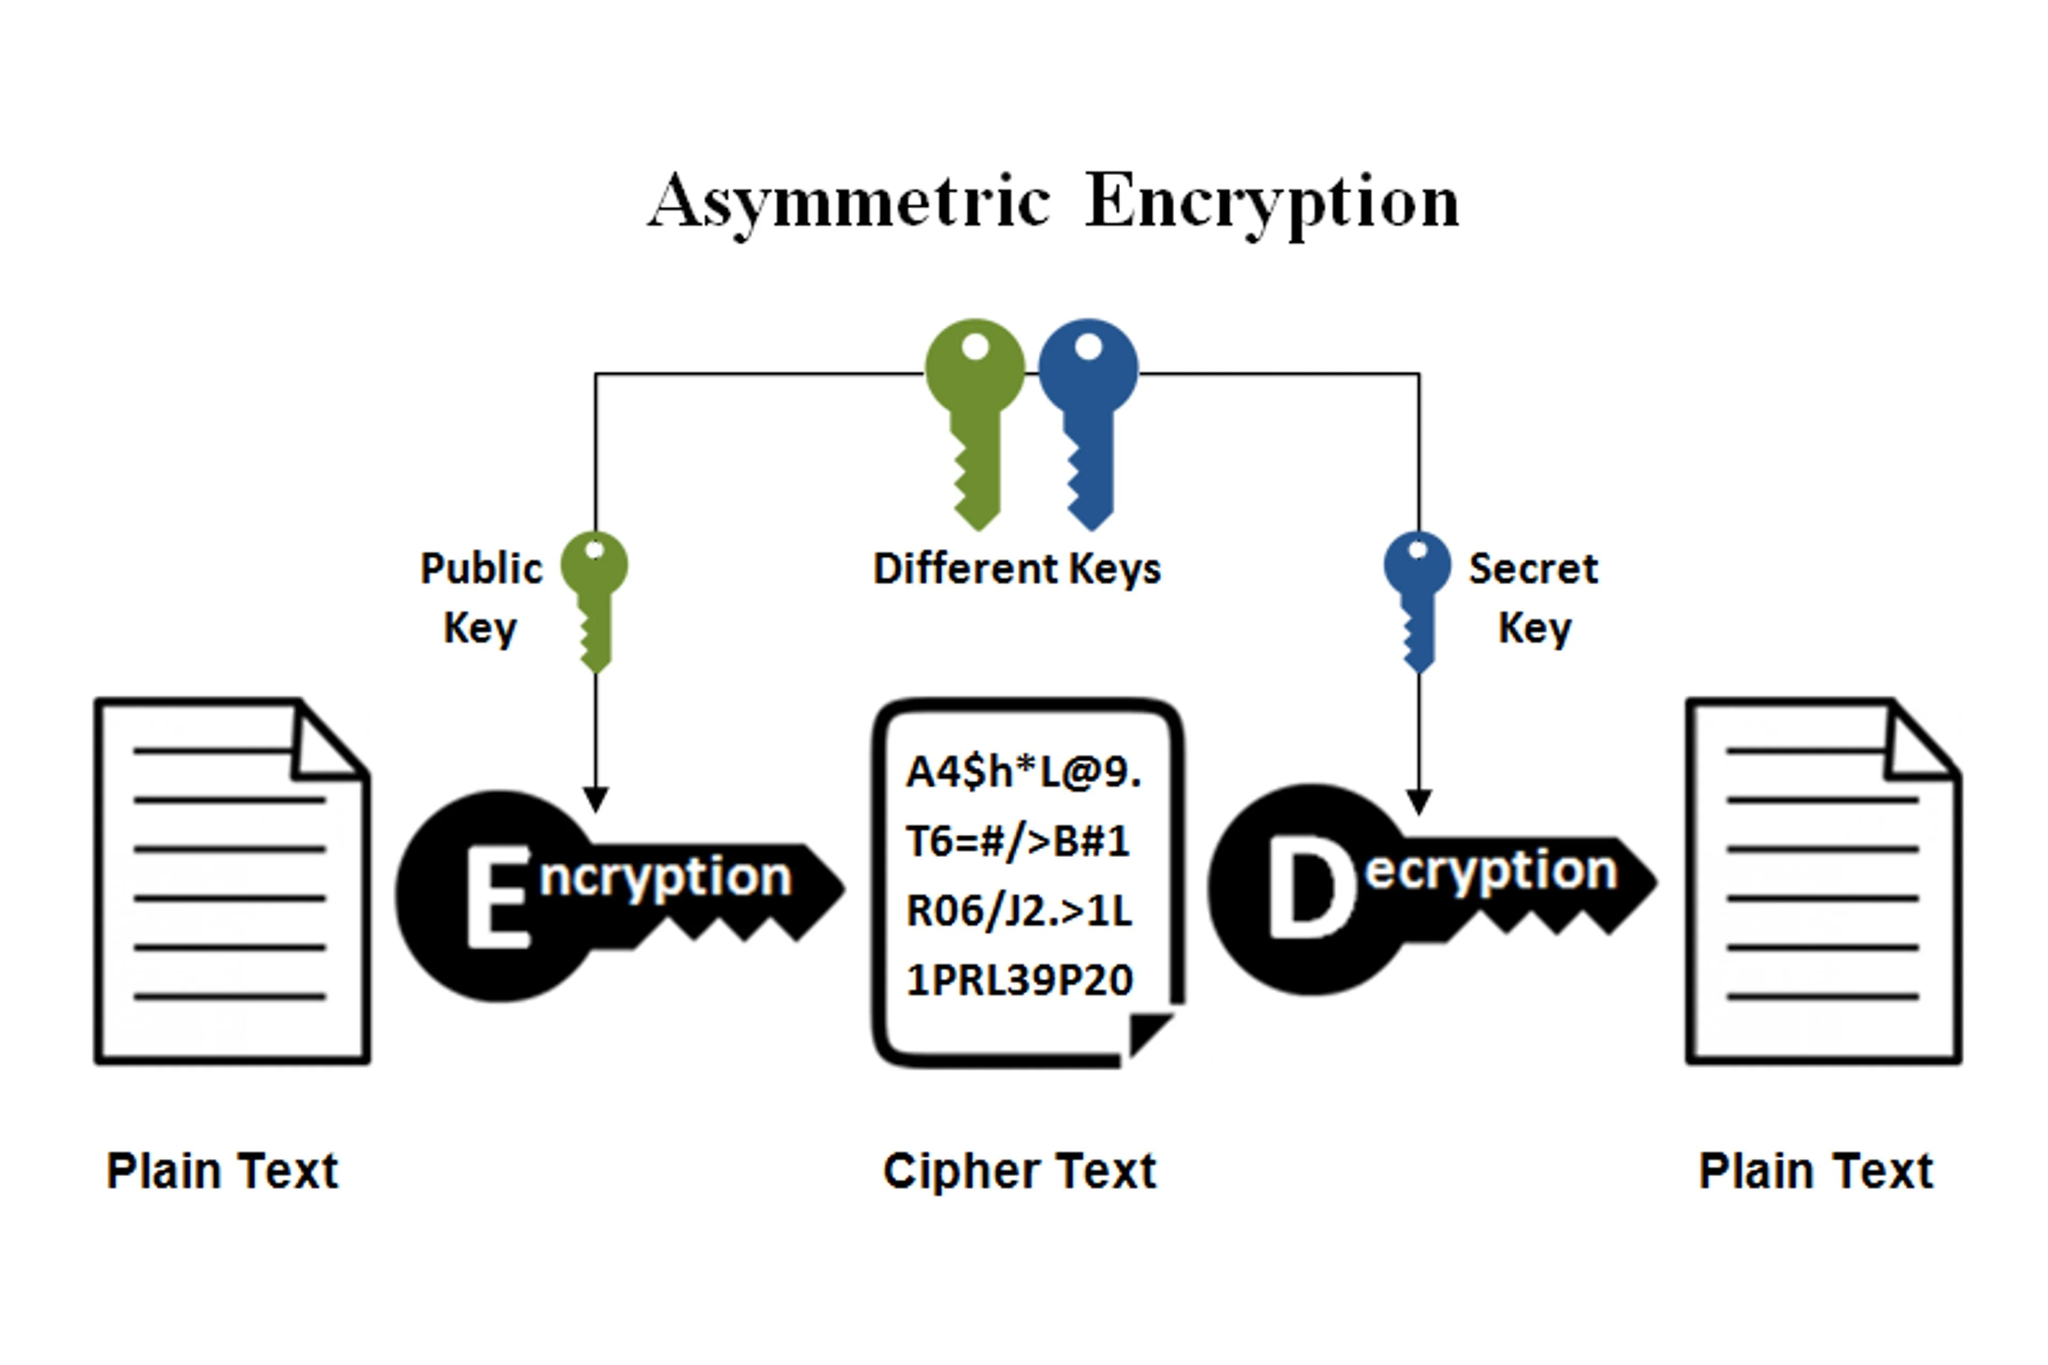 Asymmetric Encryption
Public
Key
Different Keys
Secret
Key
Encryption
A4$h*L@9.
T6=#/>B#1
R06/J2.>1L
1PRL39P20
Decryption
Plain Text
Cipher Text
Plain Text